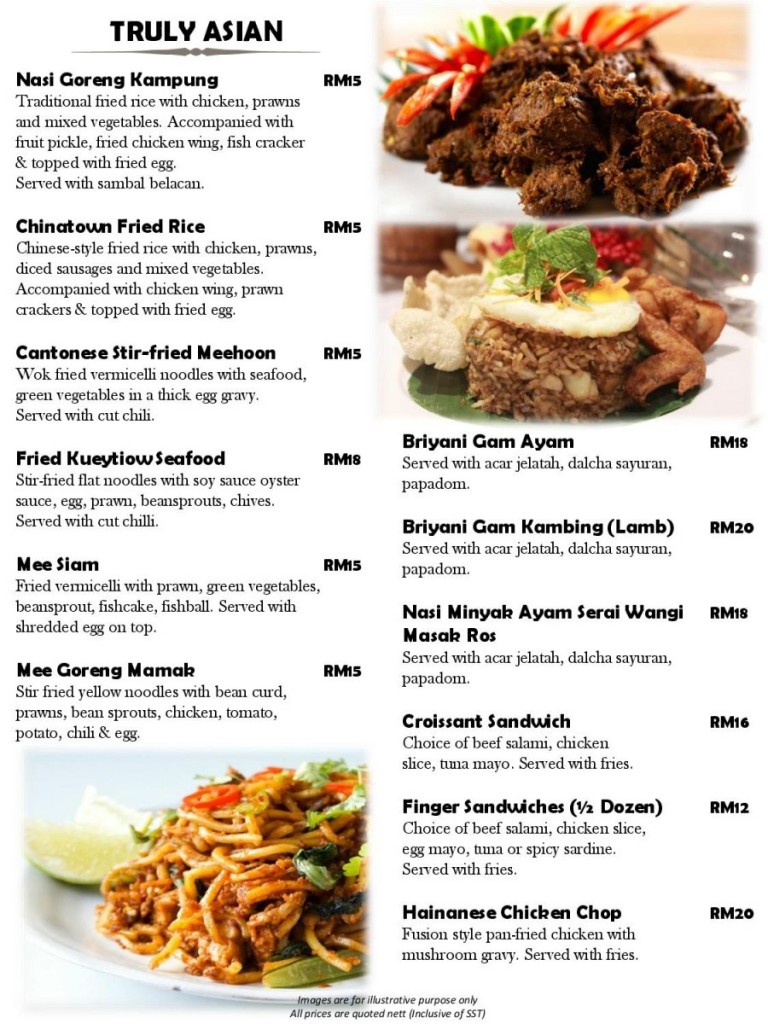 TRULY ASIAN
Nasi Goreng Kampung RM15
Traditional fried rice with chicken, prawns
and mixed vegetables. Accompanied with
fruit pickle, fried chicken wing, fish cracker
& topped with fried egg.
Served with sambal belacan.
Chinatown Fried Rice RM15
Chinese-style fried rice with chicken, prawns,
diced sausages and mixed vegetables.
Accompanied with chicken wing, prawn
crackers & topped with fried egg.
Cantonese Stir-fried Meehoon RM15
Wok fried vermicelli noodles with seafood,
green vegetables in a thick egg gravy.
Served with cut chili.
Fried Kueytiow Seafood RM18
Stir-fried flat noodles with soy sauce oyster
sauce, egg, prawn, beansprouts, chives.
Served with cut chilli.
Mee Siam RM15
Fried vermicelli with prawn, green vegetables,
beansprout, fishcake, fishball. Served with
shredded egg on top.
Mee Goreng Mamak RM15
Stir fried yellow noodles with bean curd,
prawns, bean sprouts, chicken, tomato,
potato, chili & egg.
Briyani Gam Ayam RM18
Served with acar jelatah, dalcha sayuran,
papadom.
Briyani Gam Kambing (Lamb) RM20
Served with acar jelatah, dalcha sayuran,
papadom.
Nasi Minyak Ayam Serai Wangi RM18
Masak Ros
Served with acar jelatah, dalcha sayuran,
papadom.
Croissant Sandwich RM16
Choice of beef salami, chicken
slice, tuna mayo. Served with fries.
Finger Sandwiches (½ Dozen) RM12
Choice of beef salami, chicken slice,
egg mayo, tuna or spicy sardine.
Served with fries.
Hainanese Chicken Chop RM20
Fusion style pan-fried chicken with
mushroom gravy. Served with fries.
Images are for illustrative purpose only
All prices are quoted nett (Inclusive of SST)